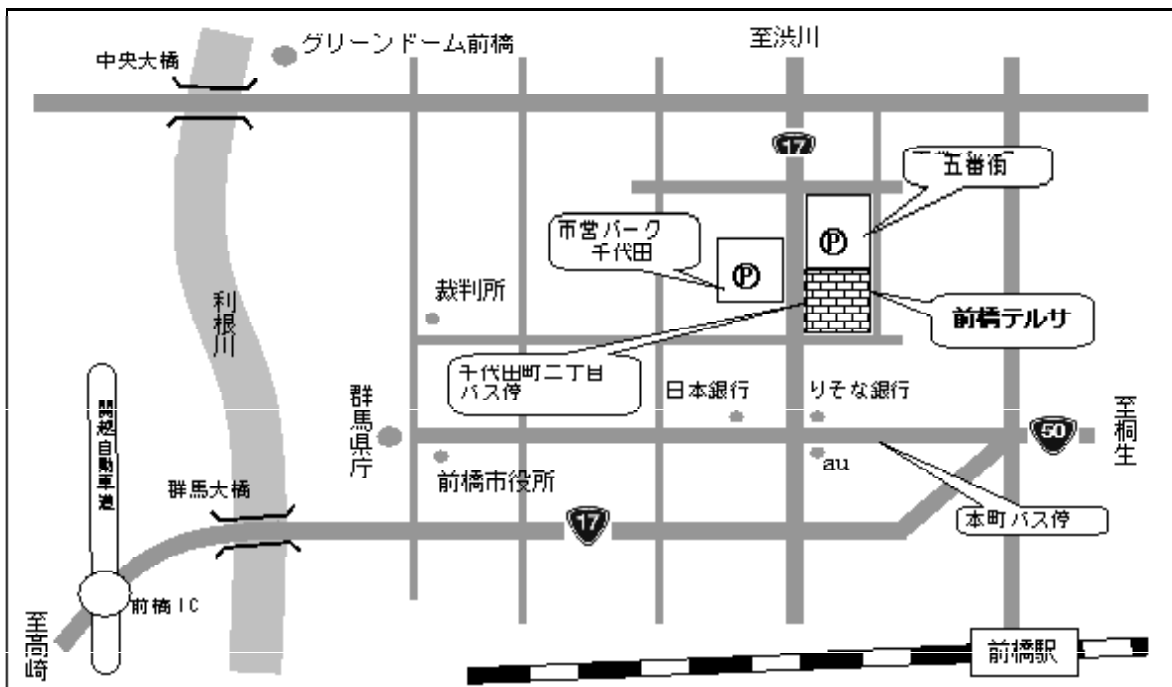 グリーンドーム前橋
至渋川
中央大橋
17
五番街
市営パーク
千代田
P
P
利根川
裁判所
前橋テルサ
千代田町二丁目
バス停
日本銀行
りそな銀行
群馬県庁
50
至桐生
関越自動車道
前橋市役所
au
群馬大橋
17
本町バス停
前橋IC
至高崎
前橋駅